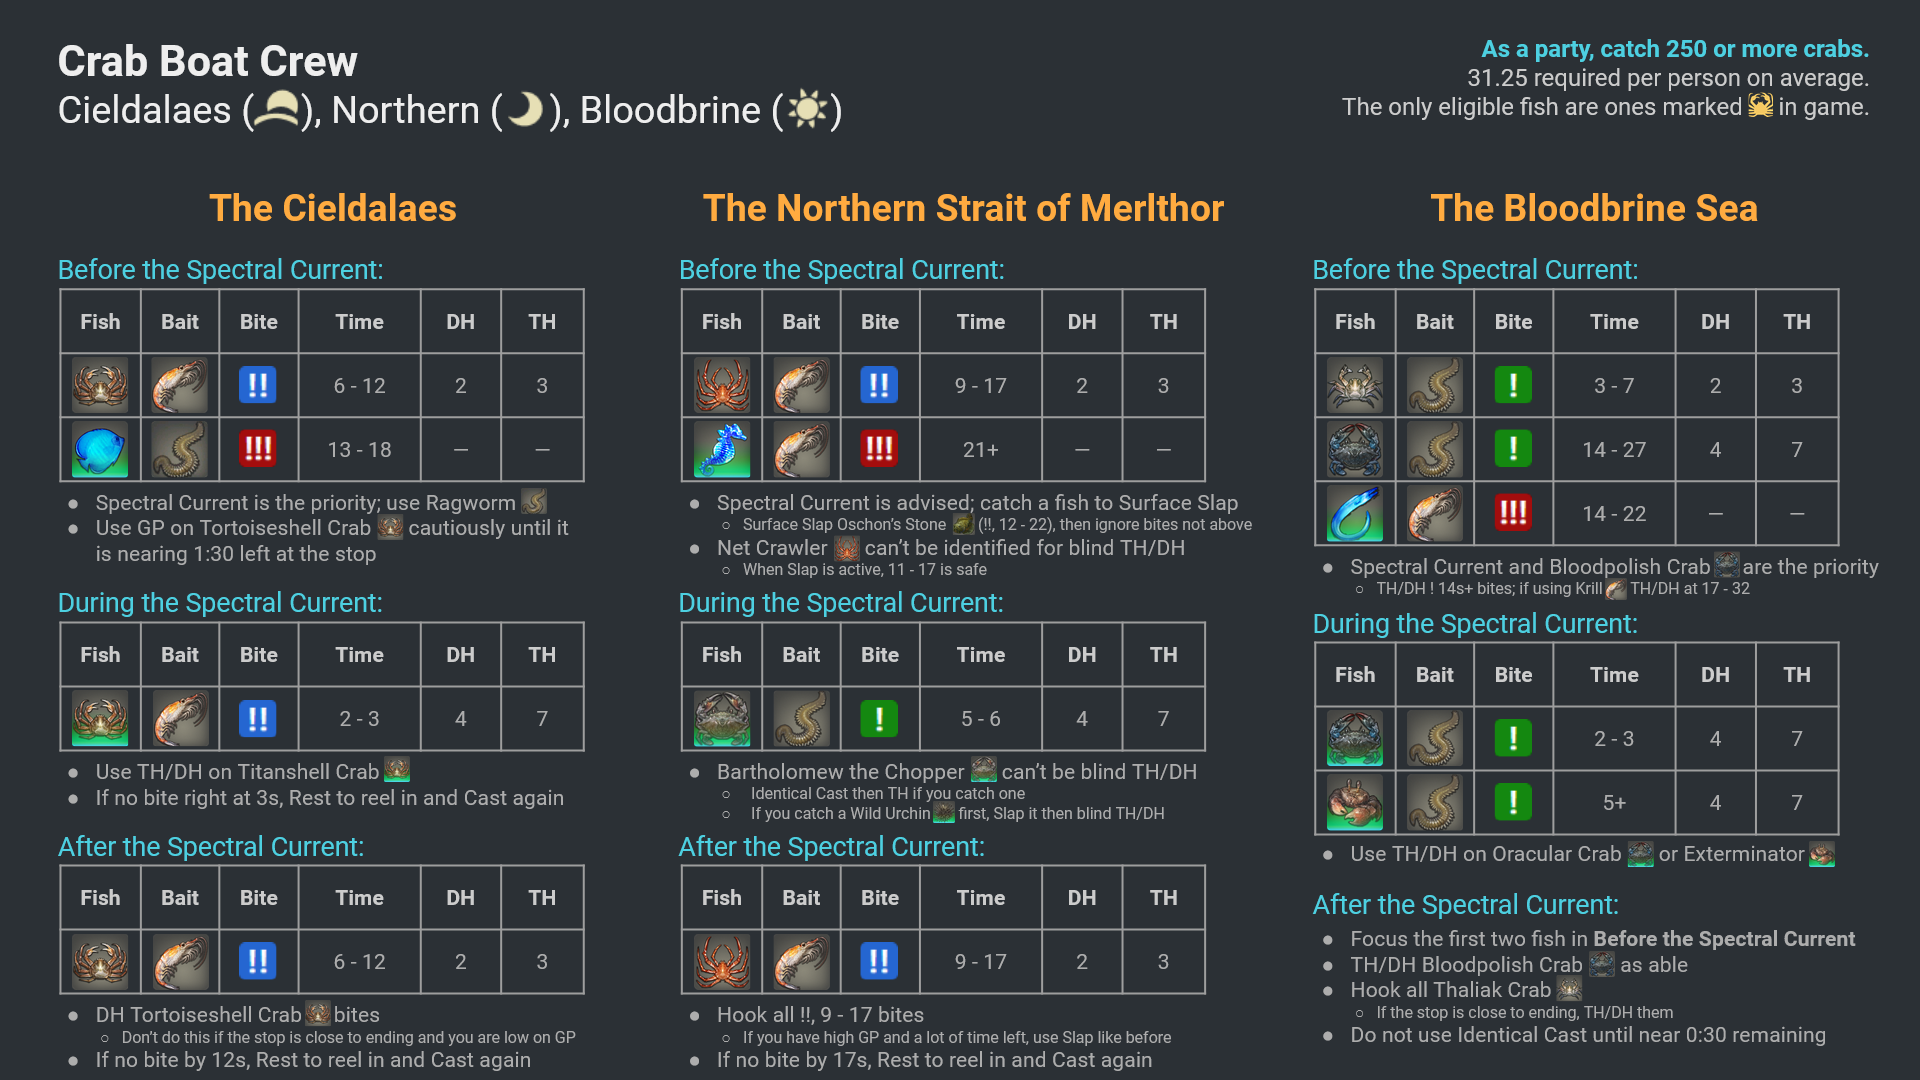 Crab Boat Crew
Cieldalaes ( ), Northern ( ), Bloodbrine ( )
As a party, catch 250 or more crabs.
31.25 required per person on average.
The only eligible fish are ones marked in game.
The Cieldalaes
Before the Spectral Current:
Fish Bait Bite Time DH TH
!! 6 - 12 2 3
!!! 13 - 18 — —
● Spectral Current is the priority; use Ragworm
● Use GP on Tortoiseshell Crab cautiously until it
is nearing 1:30 left at the stop
During the Spectral Current:
Fish Bait Bite Time DH TH
!! 2 - 3 4 7
● Use TH/DH on Titanshell Crab
● If no bite right at 3s, Rest to reel in and Cast again
After the Spectral Current:
Fish Bait Bite Time DH TH
!! 6 - 12 2 3
● DH Tortoiseshell Crab bites
○ Don't do this if the stop is close to ending and you are low on GP
● If no bite by 12s, Rest to reel in and Cast again
The Northern Strait of Merlthor
Before the Spectral Current:
Fish Bait Bite Time DH TH
!! 9 - 17 2 3
!!! 21+ — —
● Spectral Current is advised; catch a fish to Surface Slap
○ Surface Slap Oschon's Stone (!!, 12 - 22), then ignore bites not above
● Net Crawler can't be identified for blind TH/DH
○ When Slap is active, 11 - 17 is safe
During the Spectral Current:
Fish Bait Bite Time DH TH
! 5 - 6 4 7
● Bartholomew the Chopper can't be blind TH/DH
○ Identical Cast then TH if you catch one
○ If you catch a Wild Urchin first, Slap it then blind TH/DH
After the Spectral Current:
Fish Bait Bite Time DH TH
!! 9 - 17 2 3
● Hook all !!, 9 - 17 bites
○ If you have high GP and a lot of time left, use Slap like before
● If no bite by 17s, Rest to reel in and Cast again
The Bloodbrine Sea
Before the Spectral Current:
Fish Bait Bite Time DH TH
! 3 - 7 2 3
! 14 - 27 4 7
!!! 14 - 22 — —
● Spectral Current and Bloodpolish Crab are the priority
○ TH/DH ! 14s+ bites; if using Krill TH/DH at 17 - 32
During the Spectral Current:
Fish Bait Bite Time DH TH
! 2 - 3 4 7
! 5+ 4 7
● Use TH/DH on Oracular Crab or Exterminator
After the Spectral Current:
● Focus the first two fish in Before the Spectral Current
● TH/DH Bloodpolish Crab as able
● Hook all Thaliak Crab
○ If the stop is close to ending, TH/DH them
● Do not use Identical Cast until near 0:30 remaining